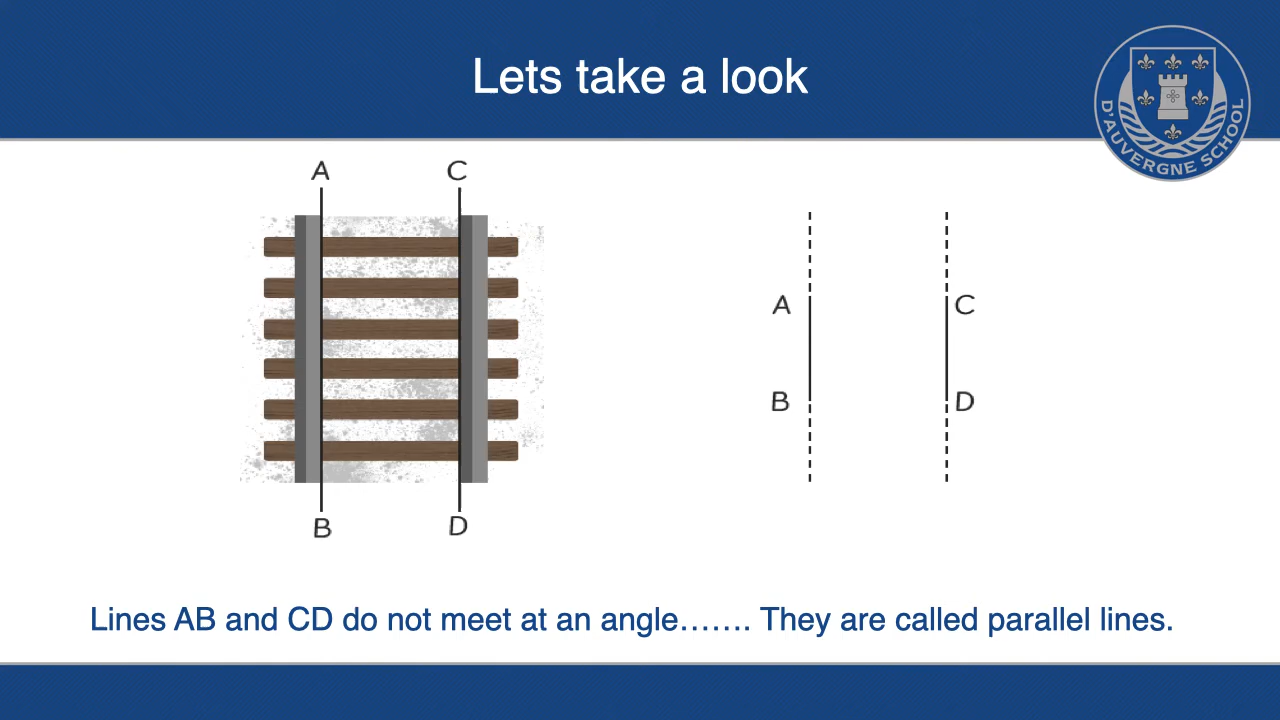 Lets take a look
D'AUVERGNE SCHOOL
A C
B D
A C
B D
Lines AB and CD do not meet at an angle....... They are called parallel lines.